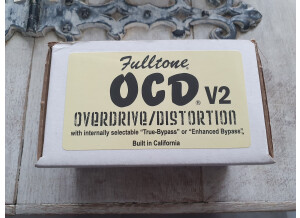 Fulltone
OCD® V2
OVERDRIVE/DISTORTION
with internally selectable "True-Bypass" or "Enhanced Bypass"
Built in California